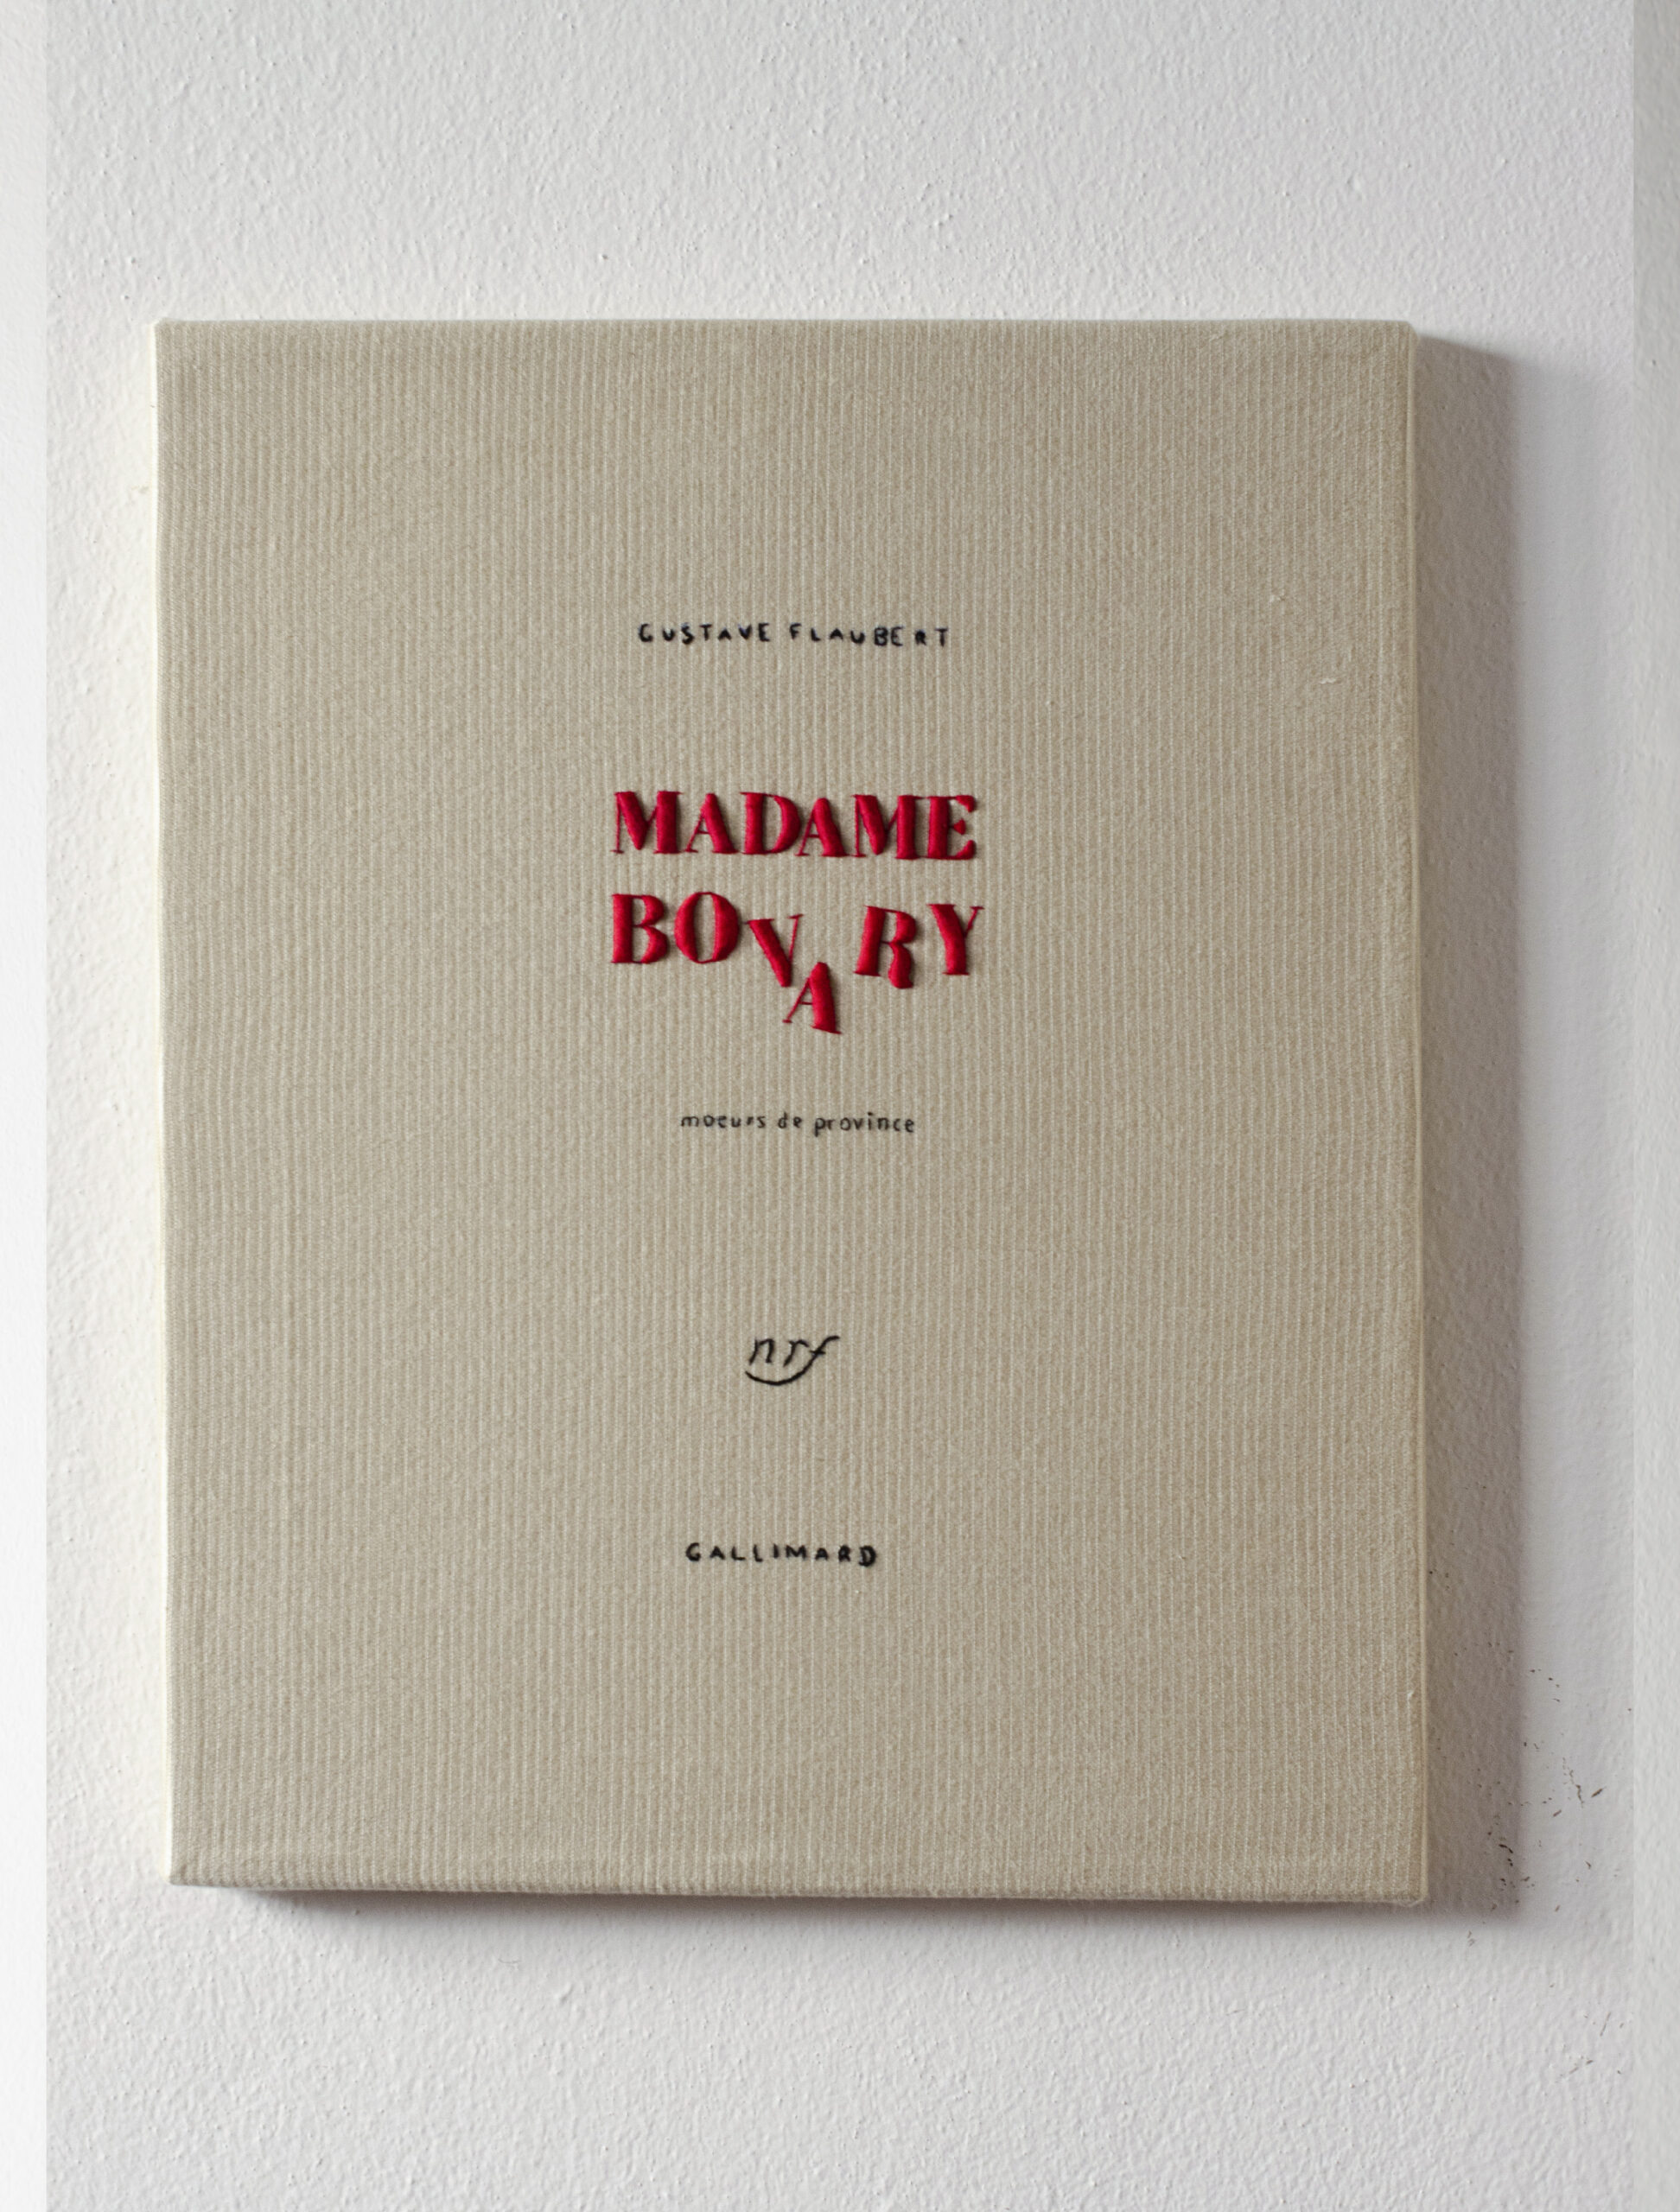 GUSTAVE FLAUBERT
MADAME
BOVARY
moeurs de province
nrf
GALLIMARD